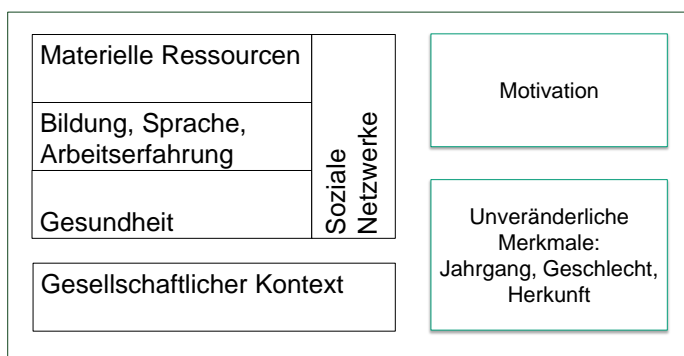 Materielle Ressourcen
Bildung, Sprache,
Arbeitserfahrung
Gesundheit
Soziale
Netzwerke
Gesellschaftlicher Kontext
Motivation
Unveränderliche
Merkmale:
Jahrgang, Geschlecht,
Herkunft